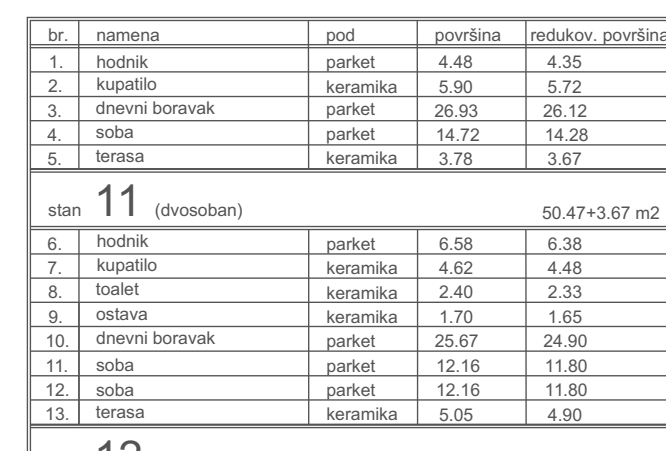 br. namena pod površina redukov. površina
1. hodnik parket 4.48 4.35
2. kupatilo keramika 5.90 5.72
3. dnevni boravak parket 26.93 26.12
4. soba parket 14.72 14.28
5. terasa keramika 3.78 3.67
stan 11 (dvosoban) 50.47+3.67 m2
6. hodnik parket 6.58 6.38
7. kupatilo keramika 4.62 4.48
8. toalet keramika 2.40 2.33
9. ostava keramika 1.70 1.65
10. dnevni boravak parket 25.67 24.90
11. soba parket 12.16 11.80
12. soba parket 12.16 11.80
13. terasa keramika 5.05 4.90